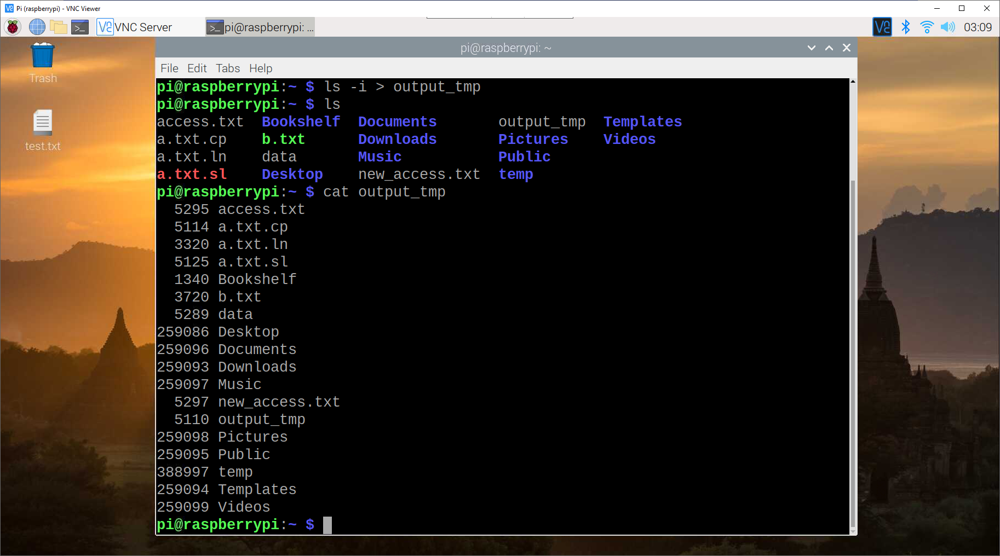 Pi (raspberrypi) - VNC Viewer
VNC Server
pi@raspberrypi: ...
03:09
Trash
test.txt
pi@raspberrypi: ~
File Edit Tabs Help
pi@raspberrypi:~ $ ls -i > output_tmp
pi@raspberrypi:~ $ ls
access.txt  Bookshelf  Documents       output_tmp  Templates
a.txt.cp    b.txt      Downloads       Pictures    Videos
a.txt.ln    data       Music           Public
a.txt.sl    Desktop    new_access.txt  temp
pi@raspberrypi:~ $ cat output_tmp
  5295 access.txt
  5114 a.txt.cp
  3320 a.txt.ln
  5125 a.txt.sl
  1340 Bookshelf
  3720 b.txt
  5289 data
259086 Desktop
259096 Documents
259093 Downloads
259097 Music
  5297 new_access.txt
  5110 output_tmp
259098 Pictures
259095 Public
388997 temp
259094 Templates
259099 Videos
pi@raspberrypi:~ $